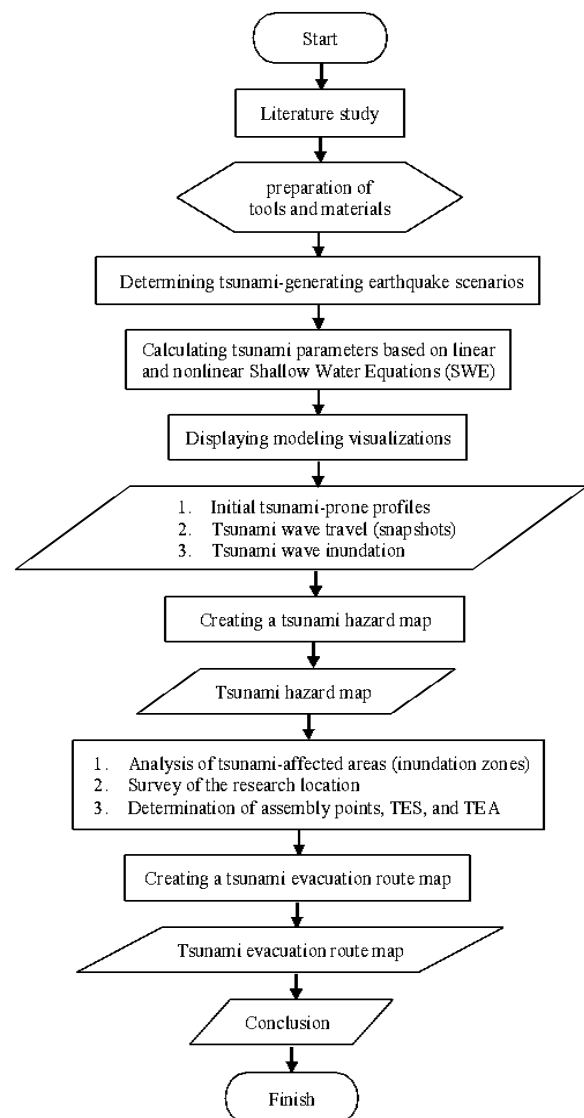 Start
Literature study
preparation of
tools and materials
Determining tsunami-generating earthquake scenarios
Calculating tsunami parameters based on linear
and nonlinear Shallow Water Equations (SWE)
Displaying modeling visualizations
1. Initial tsunami-prone profiles
2. Tsunami wave travel (snapshots)
3. Tsunami wave inundation
Creating a tsunami hazard map
Tsunami hazard map
1. Analysis of tsunami-affected areas (inundation zones)
2. Survey of the research location
3. Determination of assembly points, TES, and TEA
Creating a tsunami evacuation route map
Tsunami evacuation route map
Conclusion
Finish